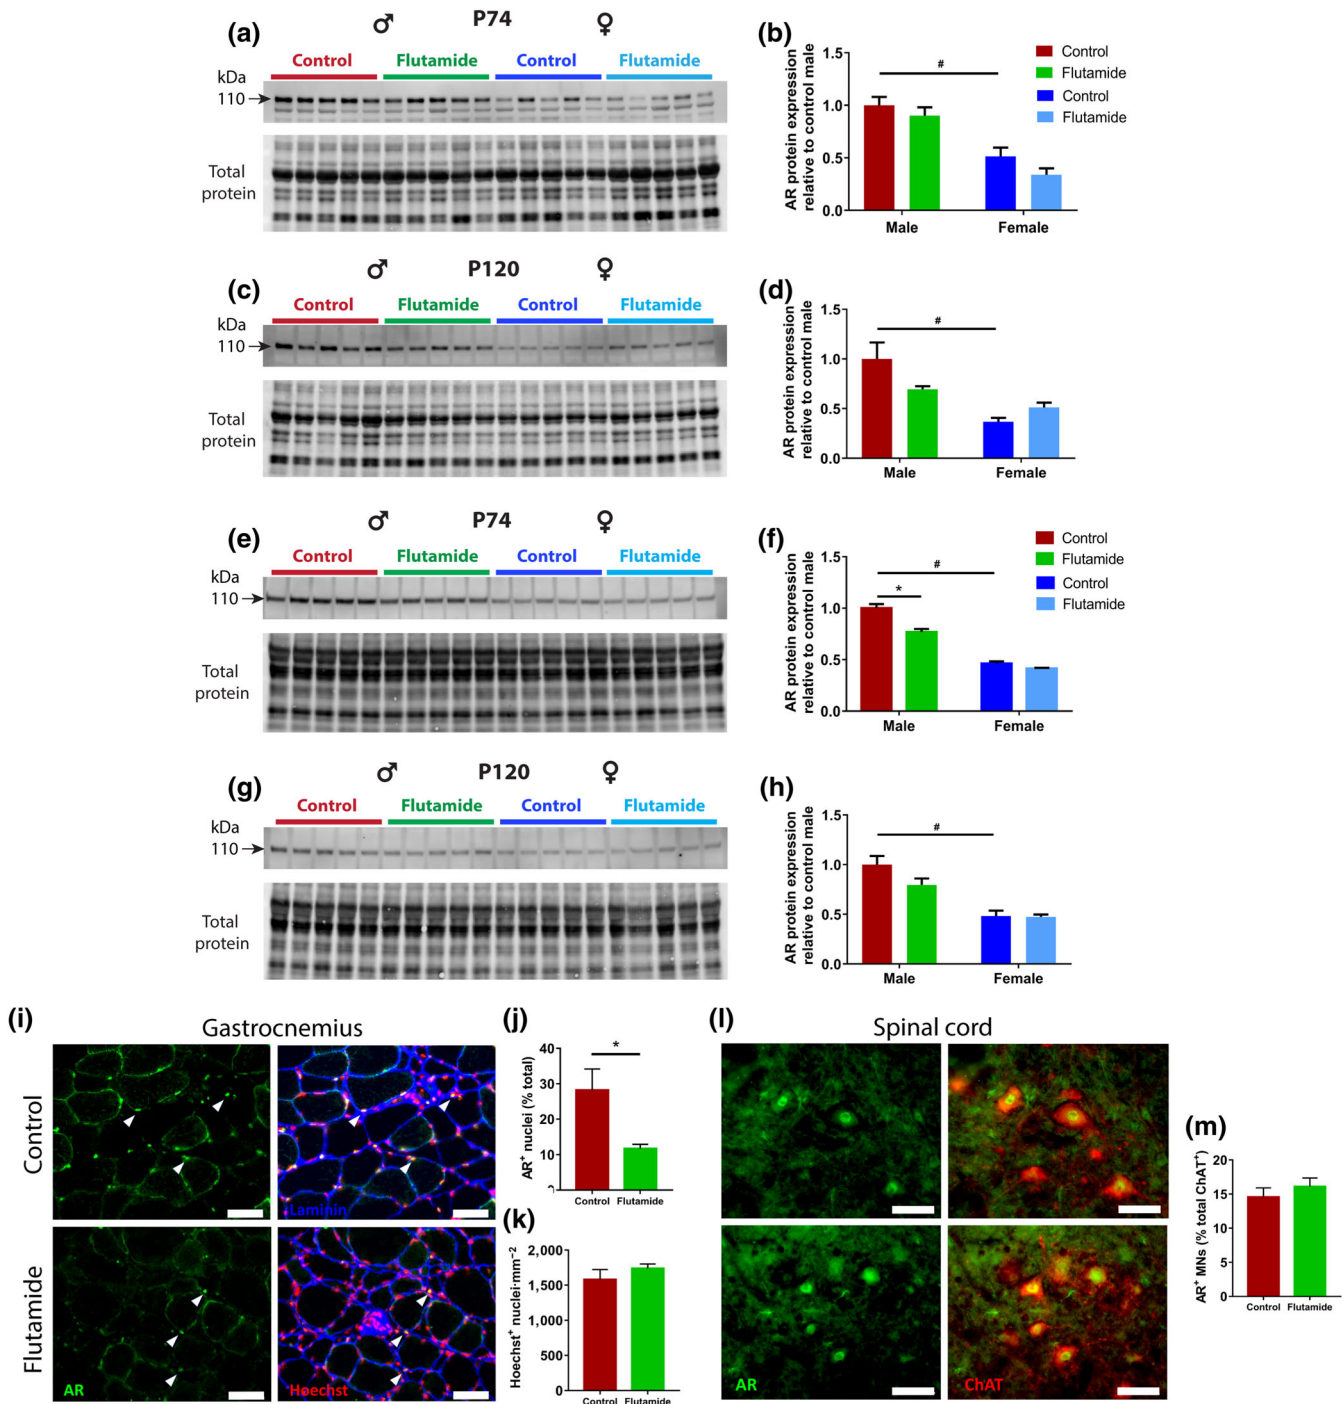 (a) ♂ P74 ♀
Control Flutamide Control Flutamide
kDa
110
Total
protein
(b)
AR protein expression
relative to control male
1.5
1.0
0.5
0.0
#
Male Female
Control
Flutamide
Control
Flutamide
(c) ♂ P120 ♀
Control Flutamide Control Flutamide
kDa
110
Total
protein
(d)
AR protein expression
relative to control male
1.5
1.0
0.5
0.0
#
Male Female
(e) ♂ P74 ♀
Control Flutamide Control Flutamide
kDa
110
Total
protein
(f)
AR protein expression
relative to control male
1.5
1.0
0.5
0.0
#
*
Male Female
Control
Flutamide
Control
Flutamide
(g) ♂ P120 ♀
Control Flutamide Control Flutamide
kDa
110
Total
protein
(h)
AR protein expression
relative to control male
1.5
1.0
0.5
0.0
#
Male Female
(i)
Gastrocnemius
Control
Laminin
Flutamide
AR
Hoechst
(j)
AR⁺ nuclei (% total)
40
30
20
10
*
Control Flutamide
(k)
Hoechst⁺ nuclei·mm⁻²
2,000
1,500
1,000
500
0
Control Flutamide
(l)
Spinal cord
AR
ChAT
(m)
AR⁺ MNs (% total ChAT⁺)
20
15
10
5
0
Control Flutamide